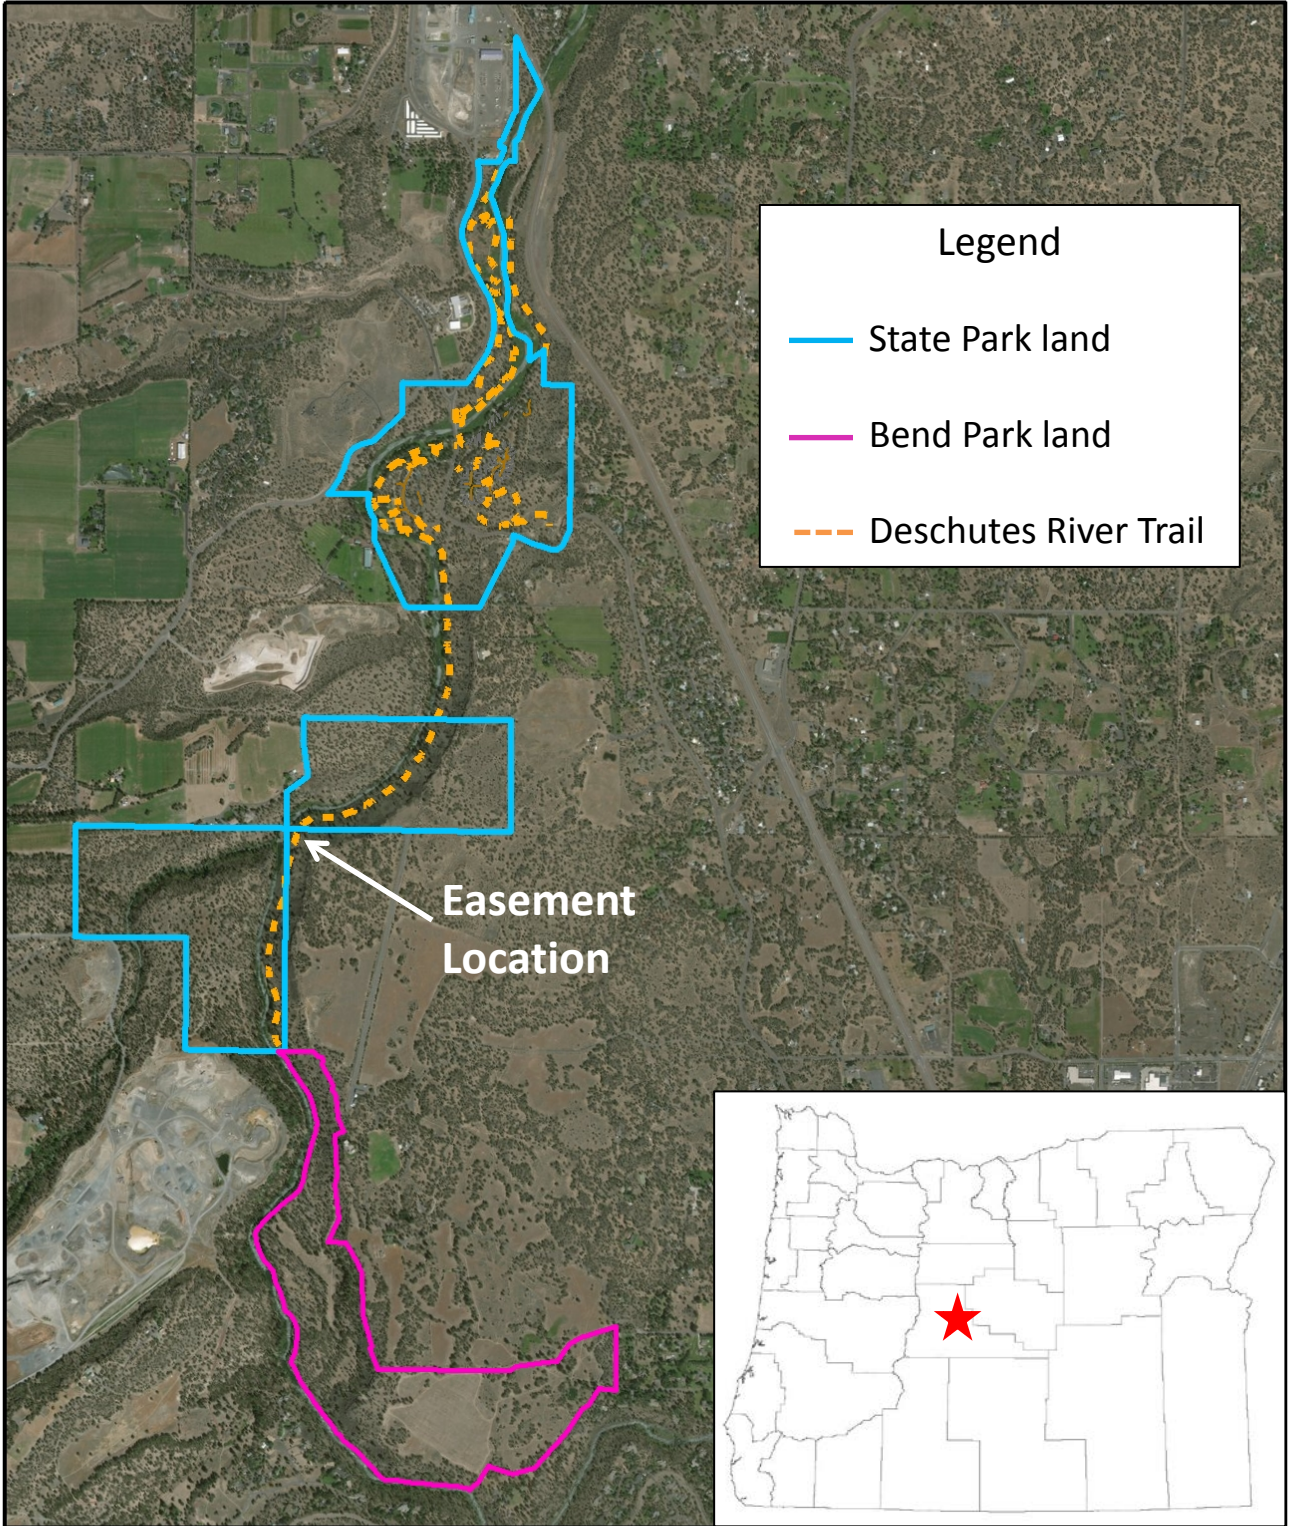 Legend
State Park land
Bend Park land
Deschutes River Trail
Easement
Location